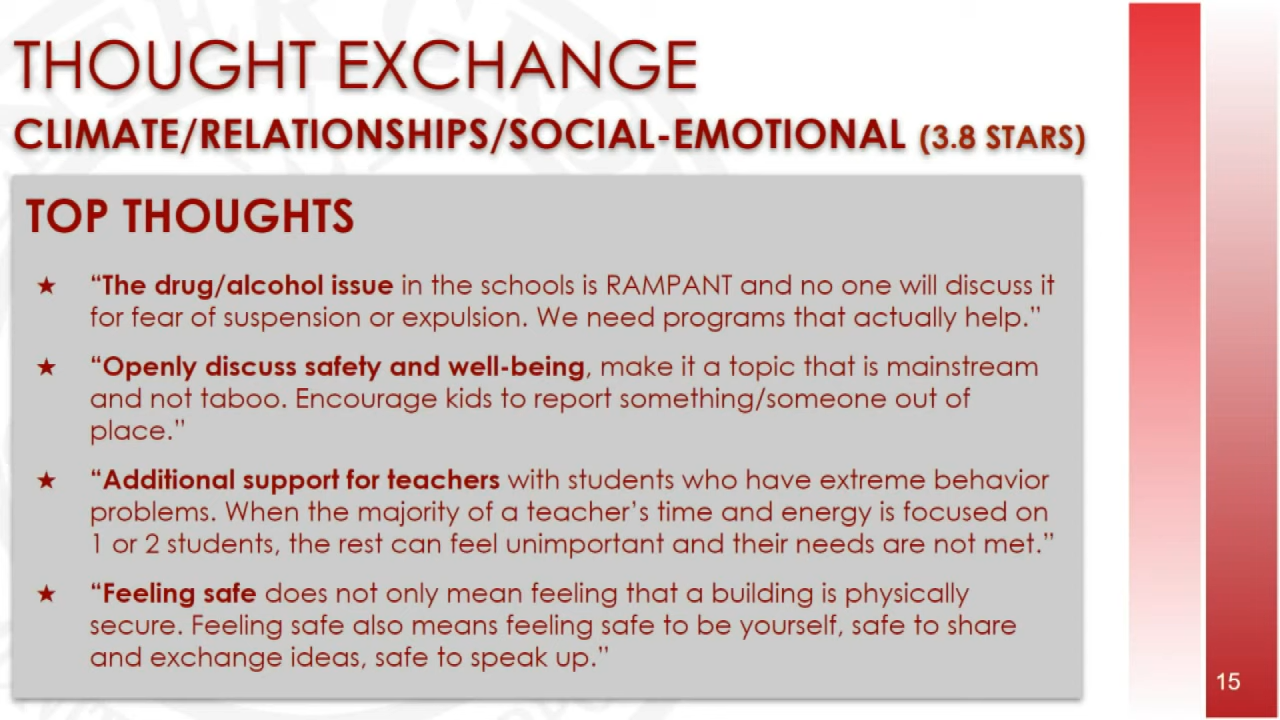 THOUGHT EXCHANGE
CLIMATE/RELATIONSHIPS/SOCIAL-EMOTIONAL (3.8 STARS)
TOP THOUGHTS
★ “The drug/alcohol issue in the schools is RAMPANT and no one will discuss it
for fear of suspension or expulsion. We need programs that actually help.”
★ “Openly discuss safety and well-being, make it a topic that is mainstream
and not taboo. Encourage kids to report something/someone out of
place.”
★ “Additional support for teachers with students who have extreme behavior
problems. When the majority of a teacher’s time and energy is focused on
1 or 2 students, the rest can feel unimportant and their needs are not met.”
★ “Feeling safe does not only mean feeling that a building is physically
secure. Feeling safe also means feeling safe to be yourself, safe to share
and exchange ideas, safe to speak up.”
15